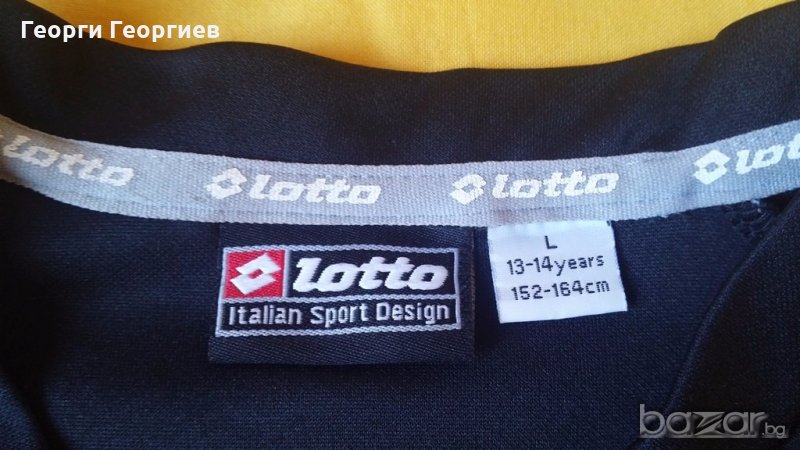 Георги Георгиев
lotto lotto lotto lotto
lotto
Italian Sport Design
L
13-14years
152-164cm
bazar.bg